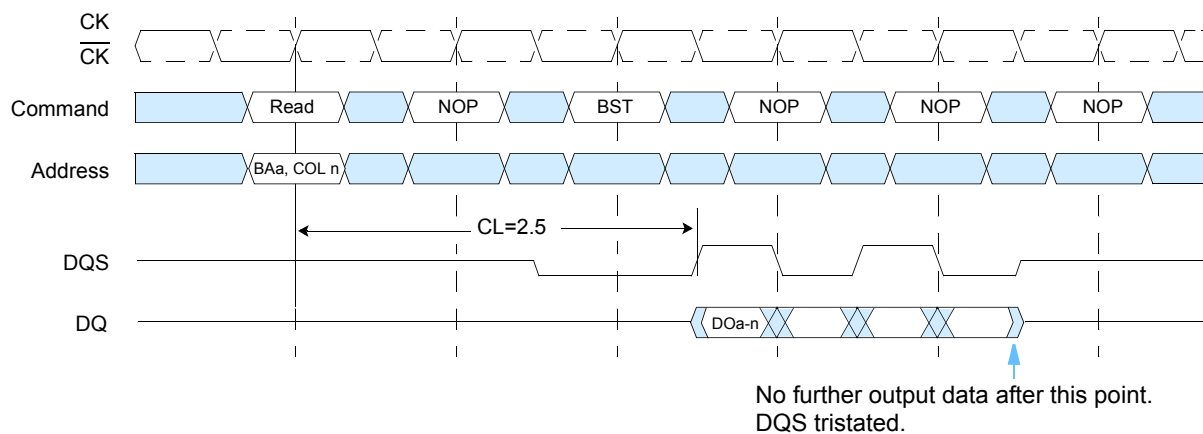 CK
C̅K̅
Command Read NOP BST NOP NOP NOP
Address BAa, COL n
CL=2.5
DQS
DQ DOa-n
No further output data after this point.
DQS tristated.